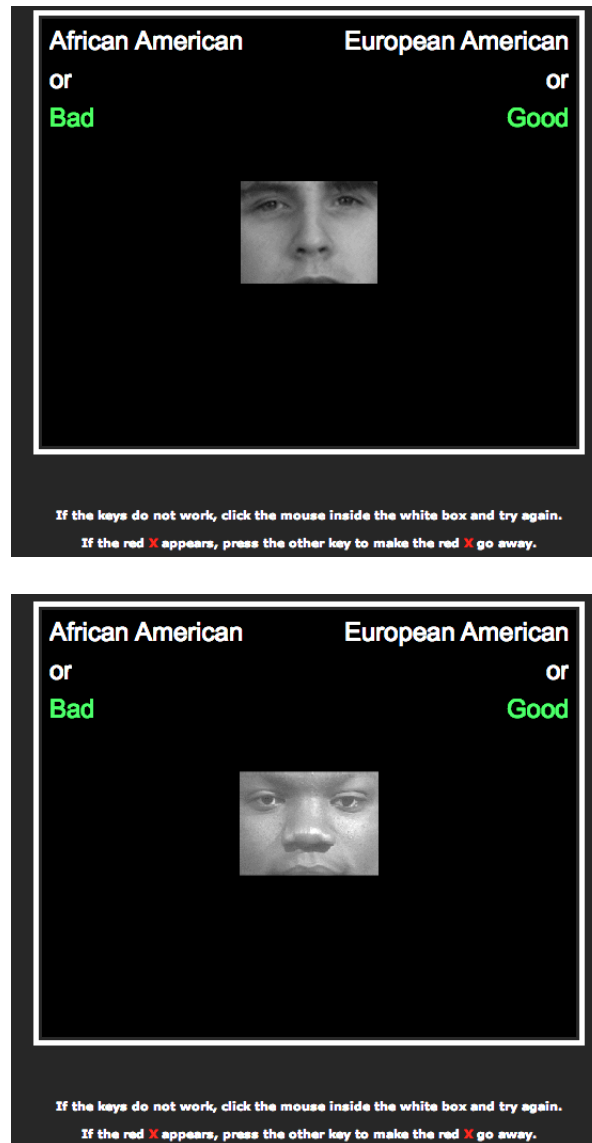 African American European American
or or
Bad Good
If the keys do not work, click the mouse inside the white box and try again.
If the red X appears, press the other key to make the red X go away.
African American European American
or or
Bad Good
If the keys do not work, click the mouse inside the white box and try again.
If the red X appears, press the other key to make the red X go away.